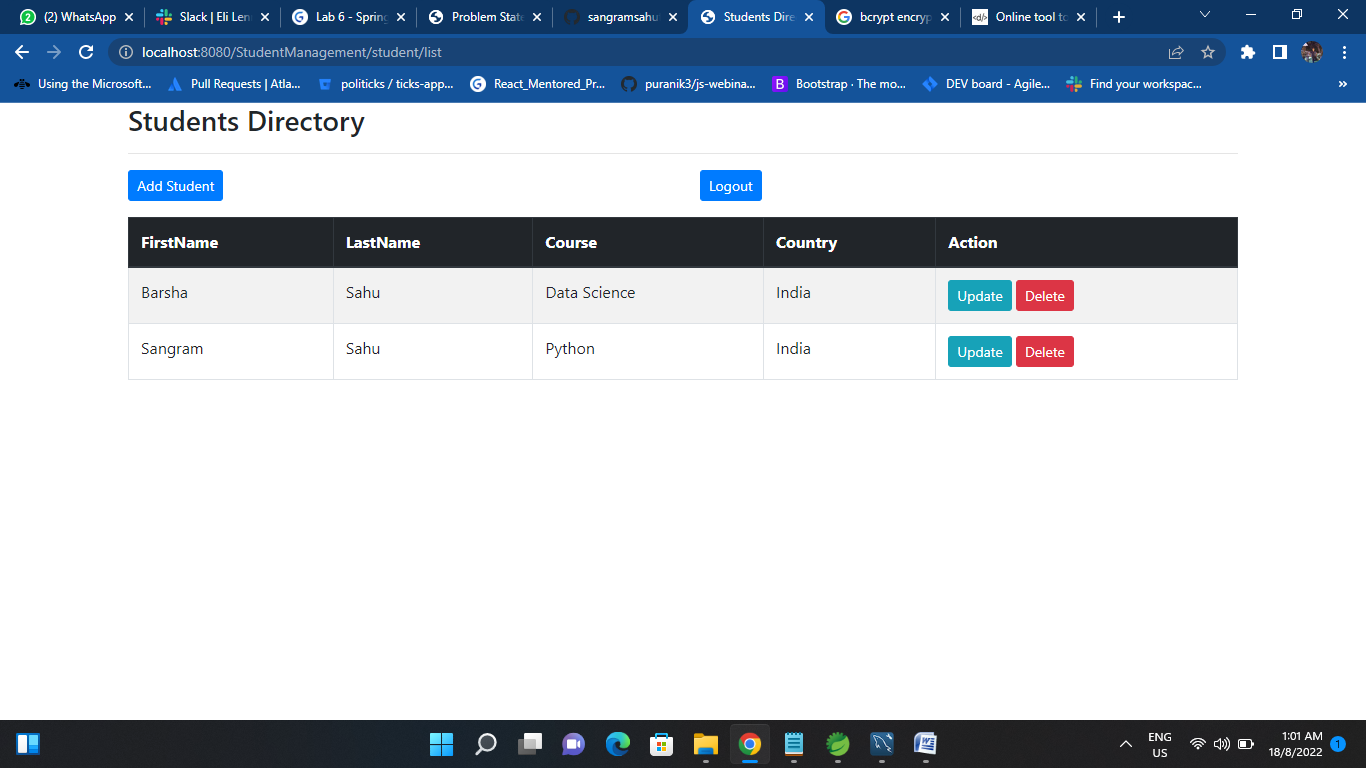 (2) WhatsApp
Slack | Eli Len
Lab 6 - Spring
Problem State
sangramsahu
Students Dire
bcrypt encryp
Online tool to
localhost:8080/StudentManagement/student/list
Using the Microsoft...
Pull Requests | Atla...
politicks / ticks-app...
React_Mentored_Pr...
puranik3/js-webina...
B
Bootstrap · The mo...
DEV board - Agile...
Find your workspac...
»
Students Directory
Add Student
Logout
FirstName LastName Course Country Action
Barsha Sahu Data Science India Update Delete
Sangram Sahu Python India Update Delete
ENG
US
1:01 AM
18/8/2022
1